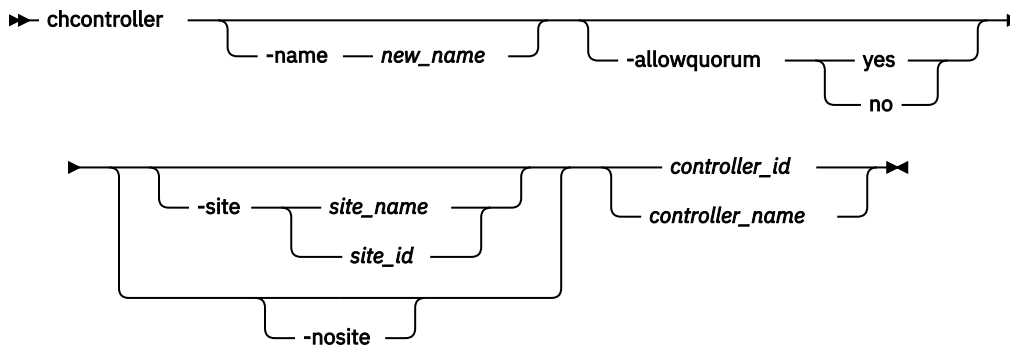 chcontroller
-name new_name
-allowquorum yes
no
-site site_name
site_id
-nosite
controller_id
controller_name